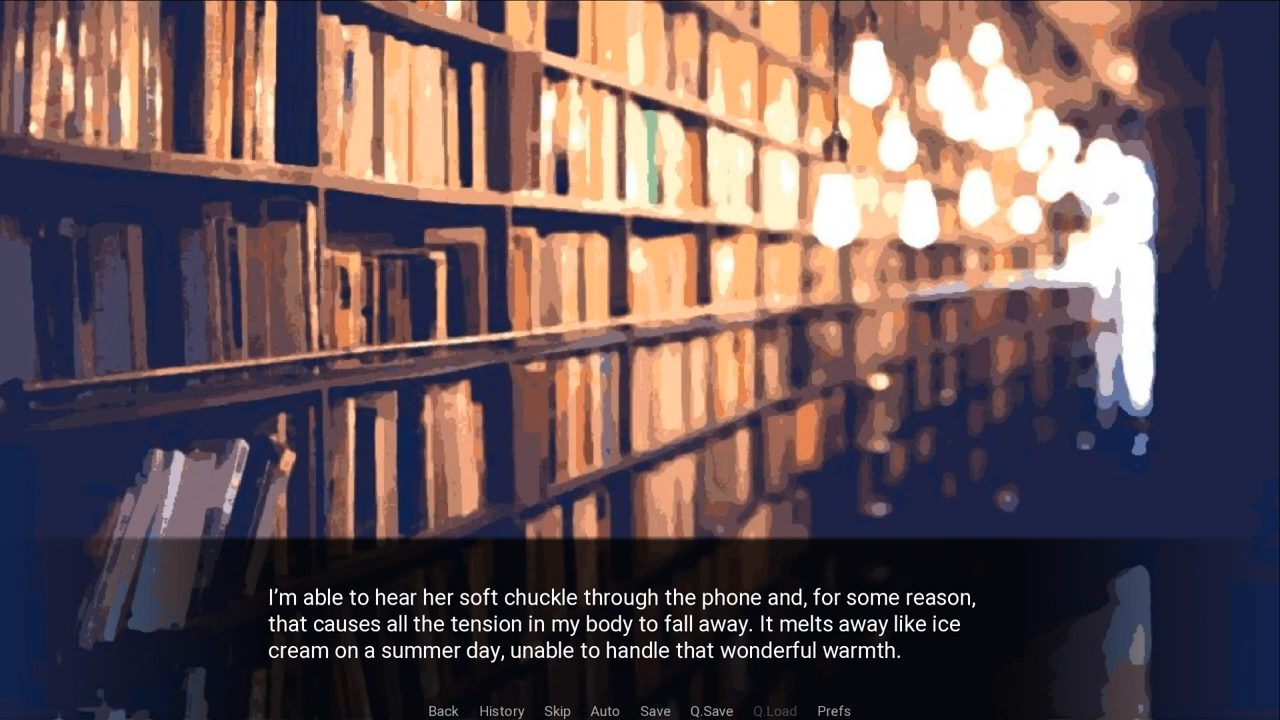 I’m able to hear her soft chuckle through the phone and, for some reason,
that causes all the tension in my body to fall away. It melts away like ice
cream on a summer day, unable to handle that wonderful warmth.
Back History Skip Auto Save Q.Save Q.Load Prefs